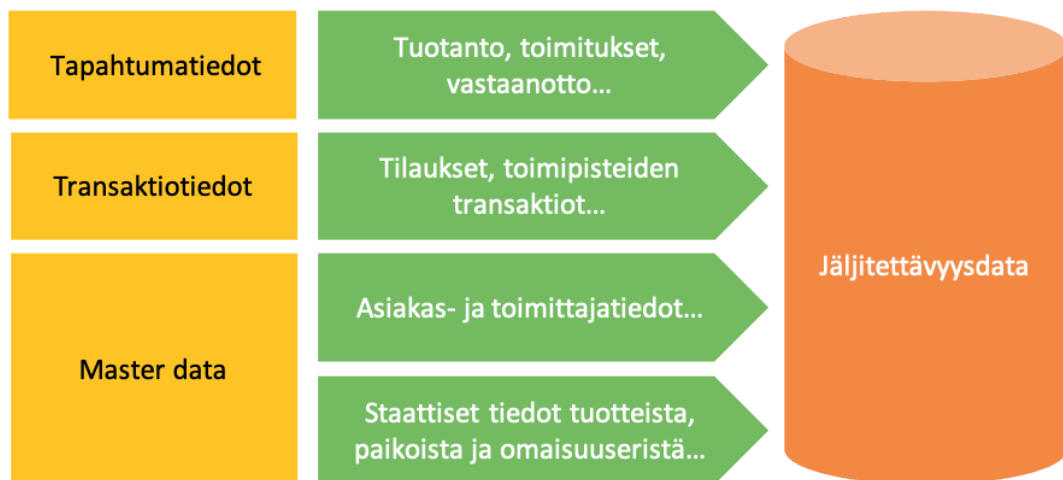 Tapahtumatiedot
Tuotanto, toimitukset,
vastaanotto...
Transaktiotiedot
Tilaukset, toimipisteiden
transaktiot...
Jäljitettävyysdata
Master data
Asiakas- ja toimittajatiedot...
Staattiset tiedot tuotteista,
paikoista ja omaisuuseristä...